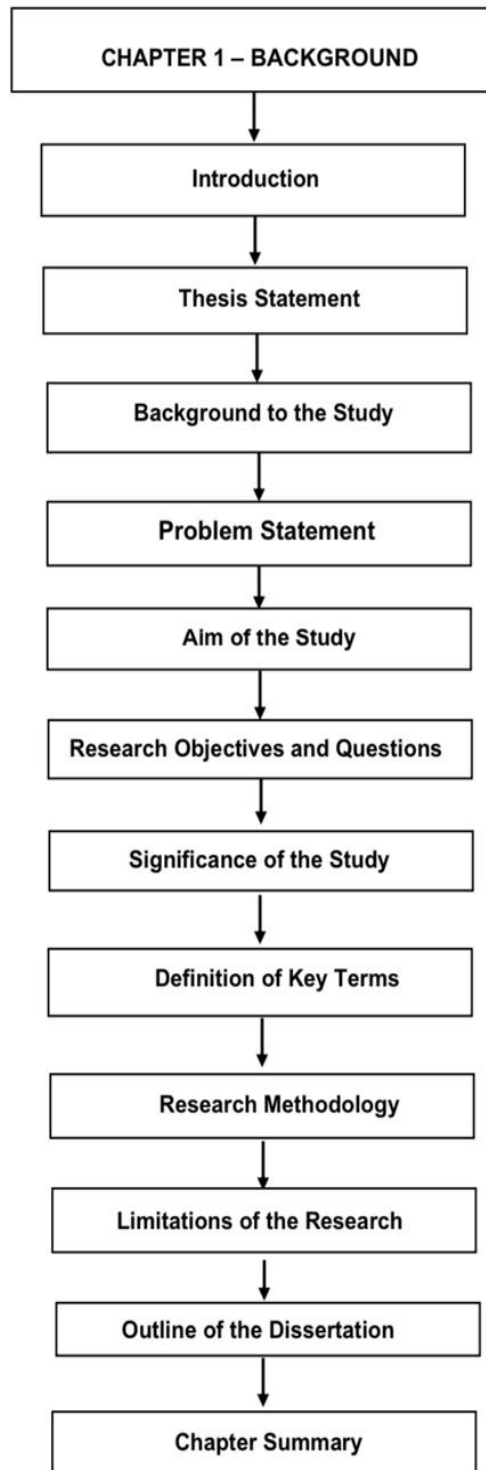 CHAPTER 1 – BACKGROUND
Introduction
Thesis Statement
Background to the Study
Problem Statement
Aim of the Study
Research Objectives and Questions
Significance of the Study
Definition of Key Terms
Research Methodology
Limitations of the Research
Outline of the Dissertation
Chapter Summary